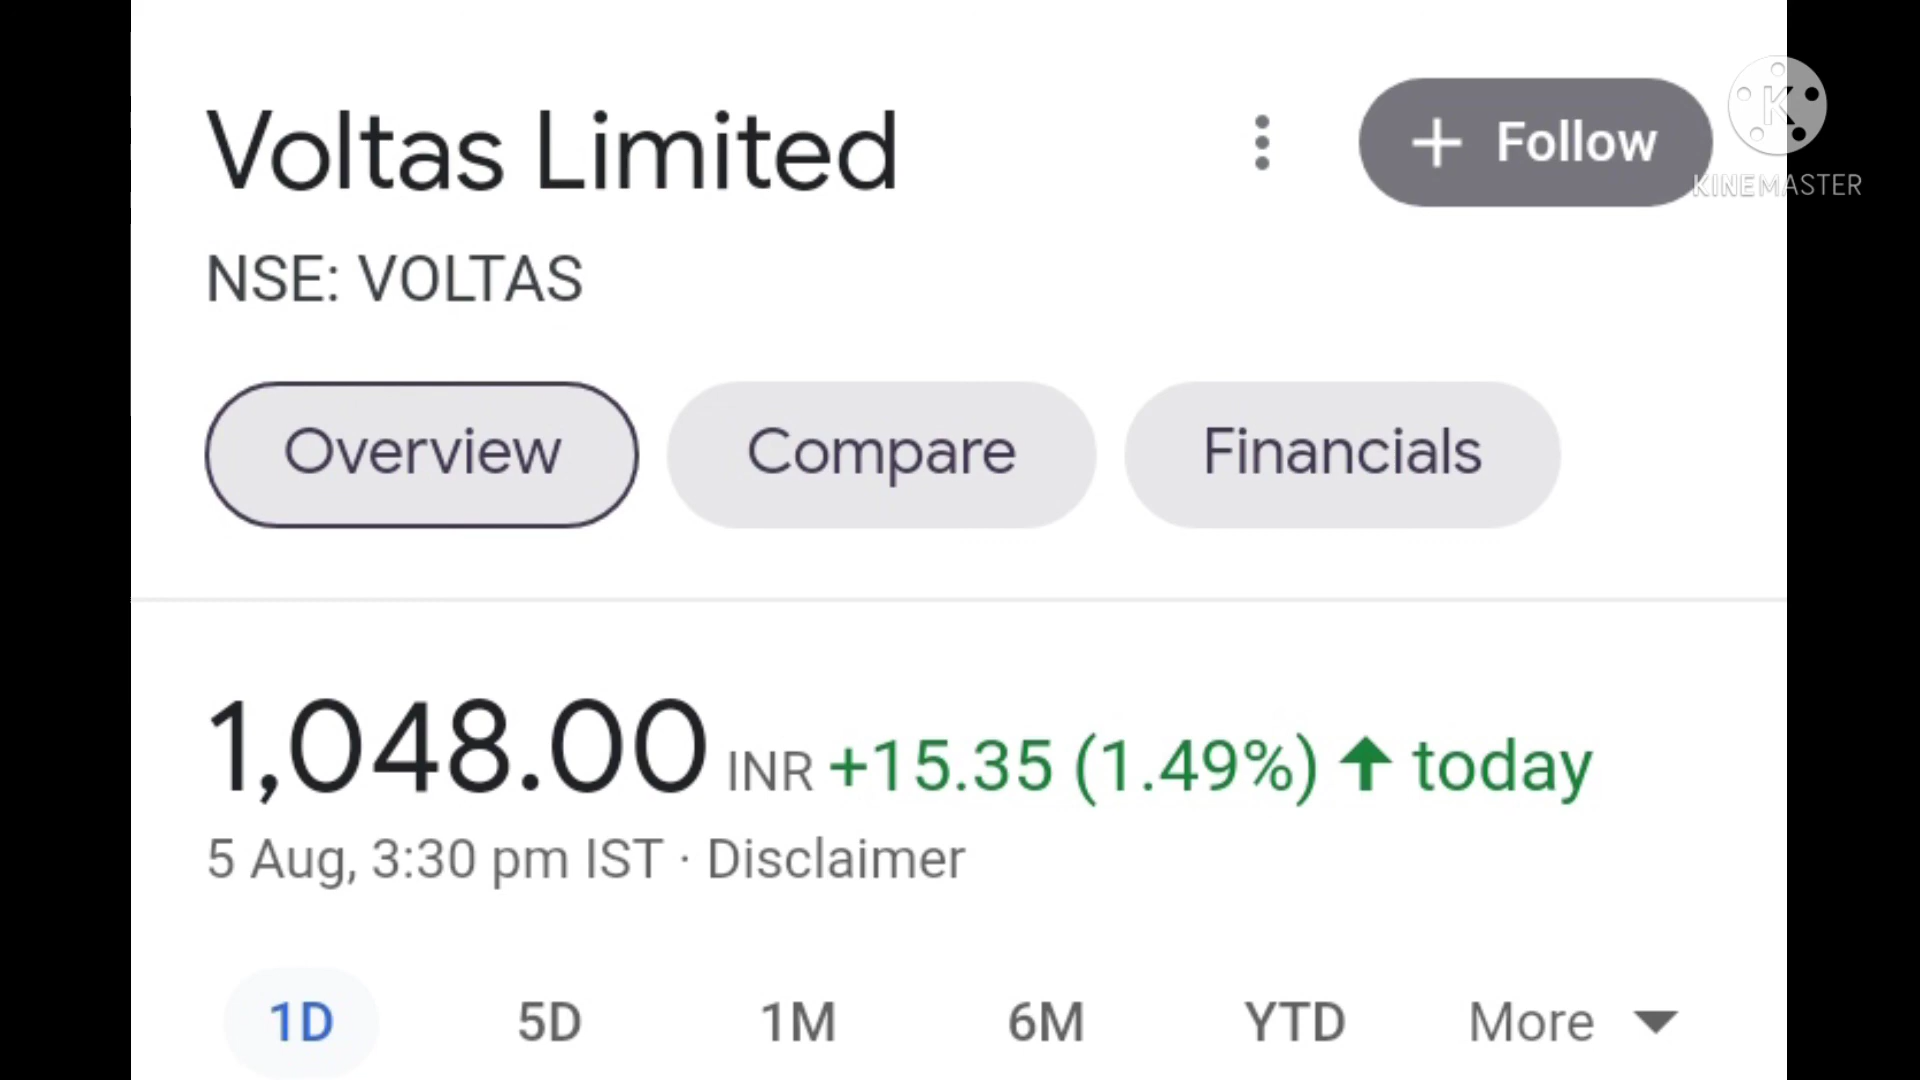 Voltas Limited
+ Follow
K
KINEMASTER
NSE: VOLTAS
Overview Compare Financials
1,048.00 INR +15.35 (1.49%) ↑ today
5 Aug, 3:30 pm IST · Disclaimer
1D 5D 1M 6M YTD More